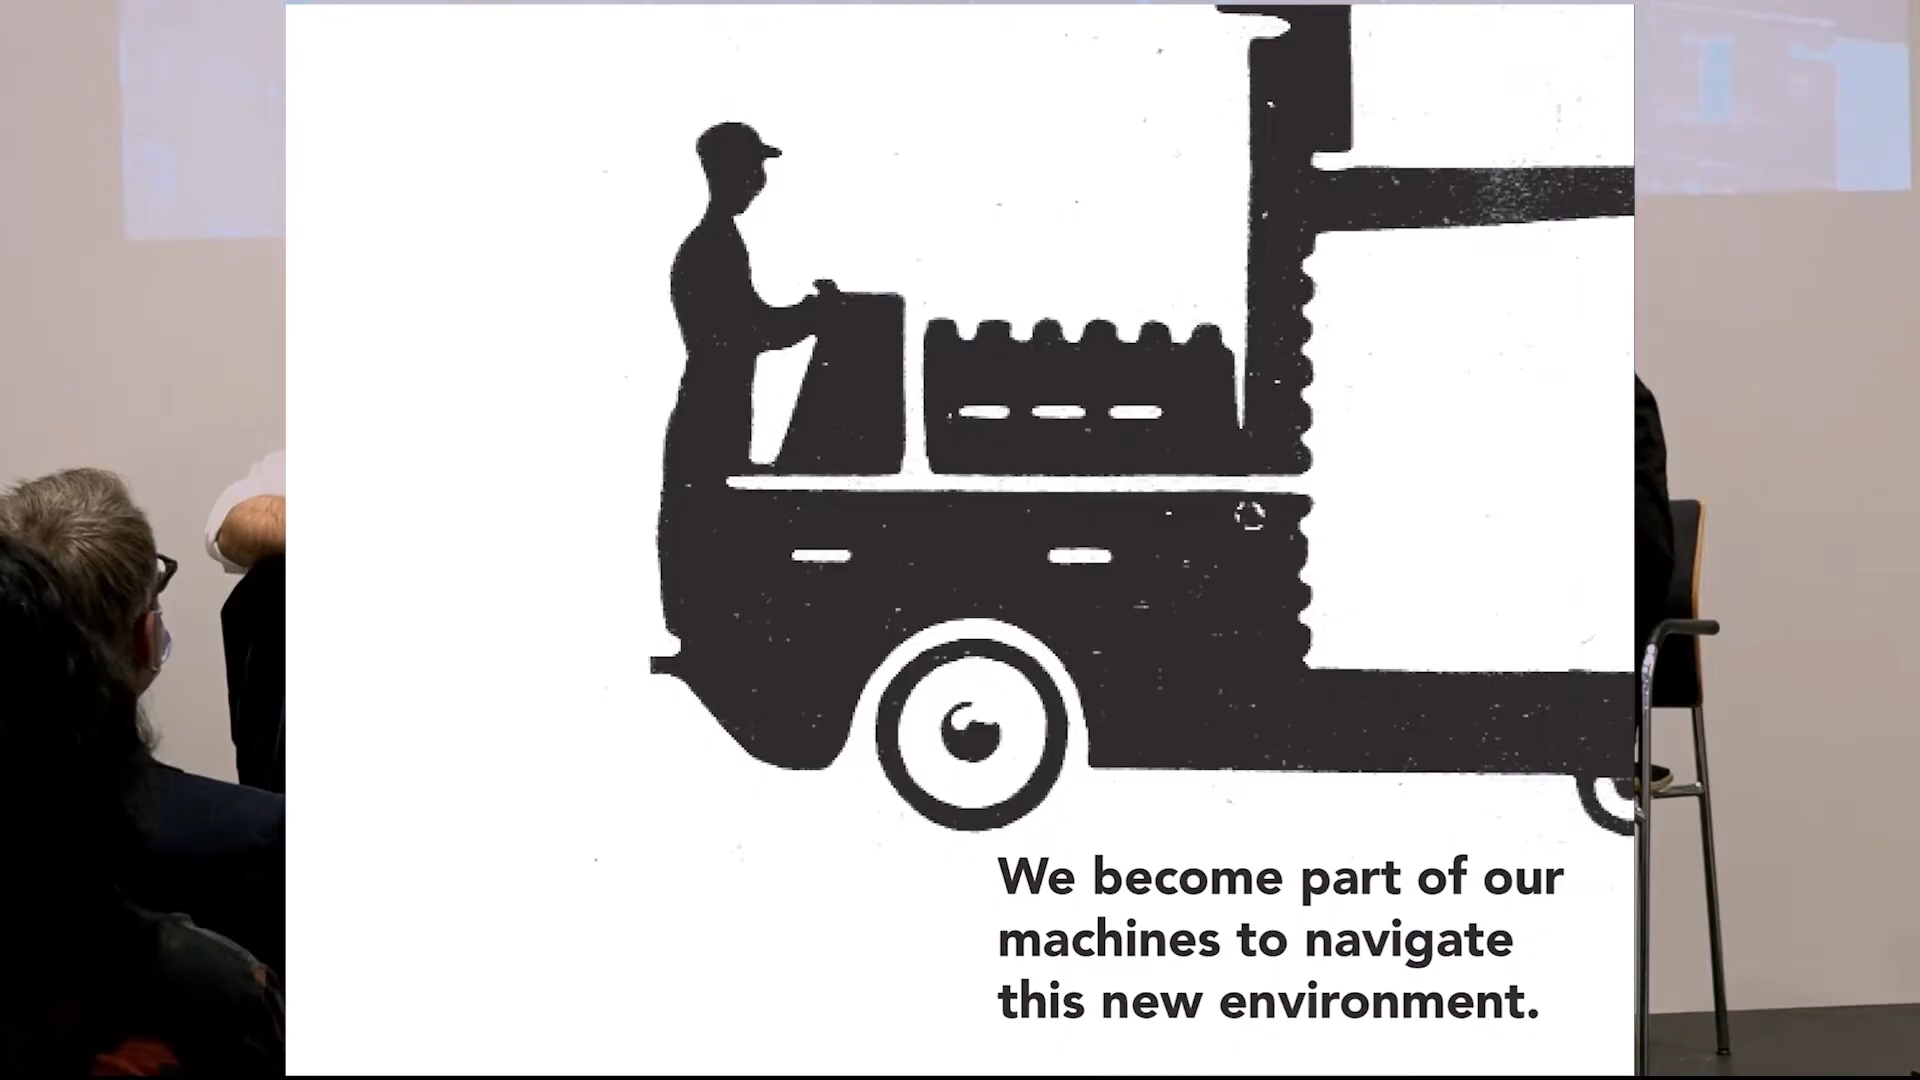 We become part of our
machines to navigate
this new environment.